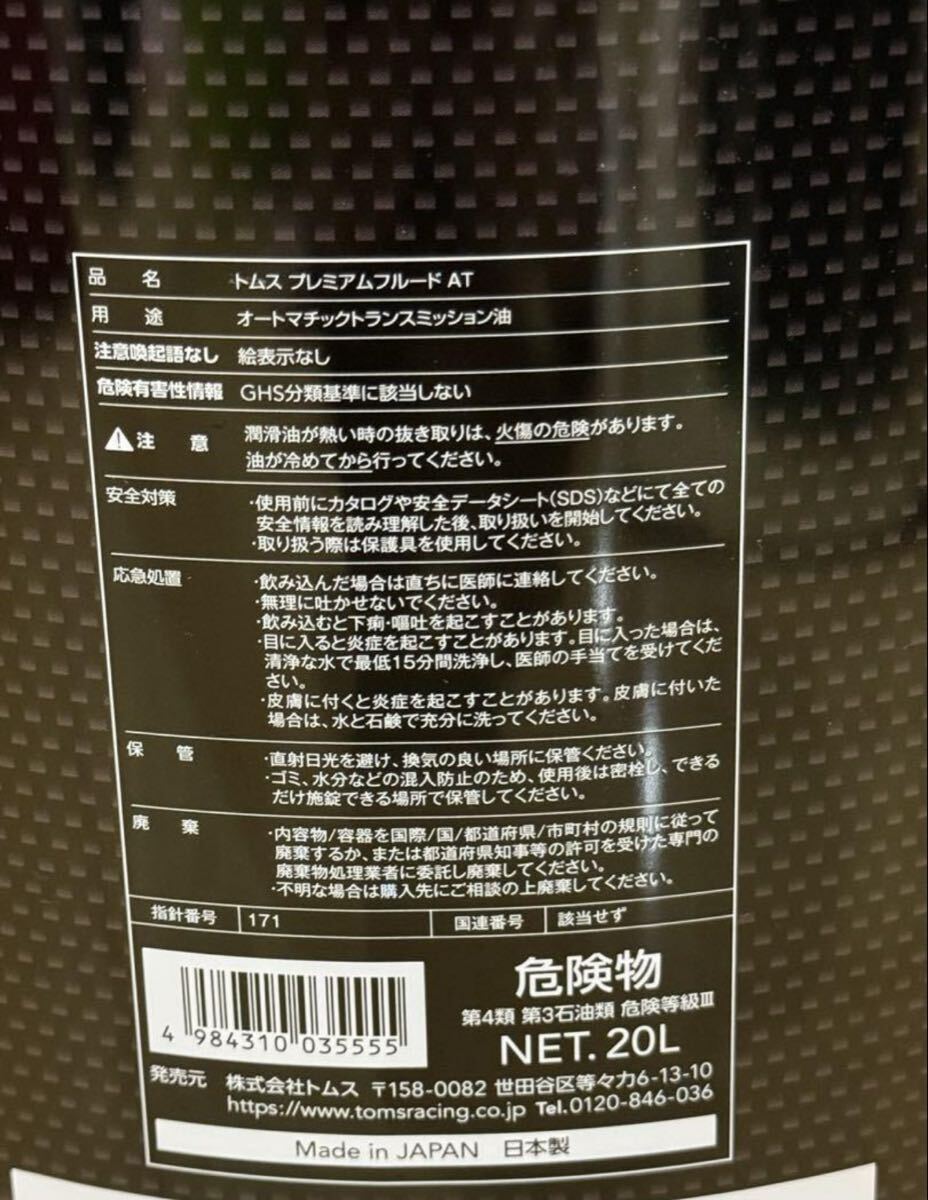 品名 トムス プレミアムフルード AT
用途 オートマチックトランスミッション油
注意喚起語なし 絵表示なし
危険有害性情報 GHS分類基準に該当しない
注意 潤滑油が熱い時の抜き取りは、火傷の危険があります。
油が冷めてから行ってください。
安全対策 ・使用前にカタログや安全データシート(SDS)などにて全ての
安全情報を読み理解した後、取り扱いを開始してください。
・取り扱う際は保護具を使用してください。
応急処置 ・飲み込んだ場合は直ちに医師に連絡してください。
・無理に吐かせないでください。
・飲み込むと下痢・嘔吐を起こすことがあります。
・目に入ると炎症を起こすことがあります。目に入った場合は、
清浄な水で最低15分間洗浄し、医師の手当てを受けてくだ
さい。
・皮膚に付くと炎症を起こすことがあります。皮膚に付いた
場合は、水と石鹸で充分に洗ってください。
保管 ・直射日光を避け、換気の良い場所に保管ください。
・ゴミ、水分などの混入防止のため、使用後は密栓し、できる
だけ施錠できる場所で保管してください。
廃棄 ・内容物/容器を国際/国/都道府県/市町村の規則に従って
廃棄するか、または都道府県知事等の許可を受けた専門の
廃棄物処理業者に委託し廃棄してください。
・不明な場合は購入先にご相談の上廃棄してください。
指針番号 171 国連番号 該当せず
危険物
第4類 第3石油類 危険等級Ⅲ
NET. 20L
4 984310 035555
発売元 株式会社トムス 〒158-0082 世田谷区等々力6-13-10
https://www.tomsracing.co.jp Tel.0120-846-036
Made in JAPAN 日本製